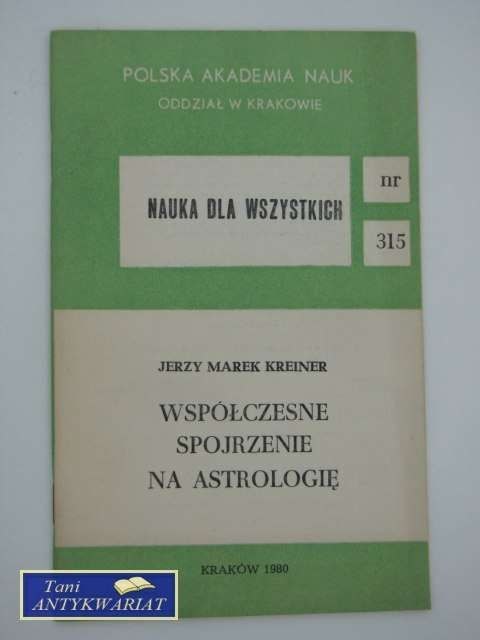 POLSKA AKADEMIA NAUK
ODDZIAŁ W KRAKOWIE
NAUKA DLA WSZYSTKICH
nr
315
JERZY MAREK KREINER
WSPÓŁCZESNE
SPOJRZENIE
NA ASTROLOGIĘ
KRAKÓW 1980
Tani
ANTYKWARIAT